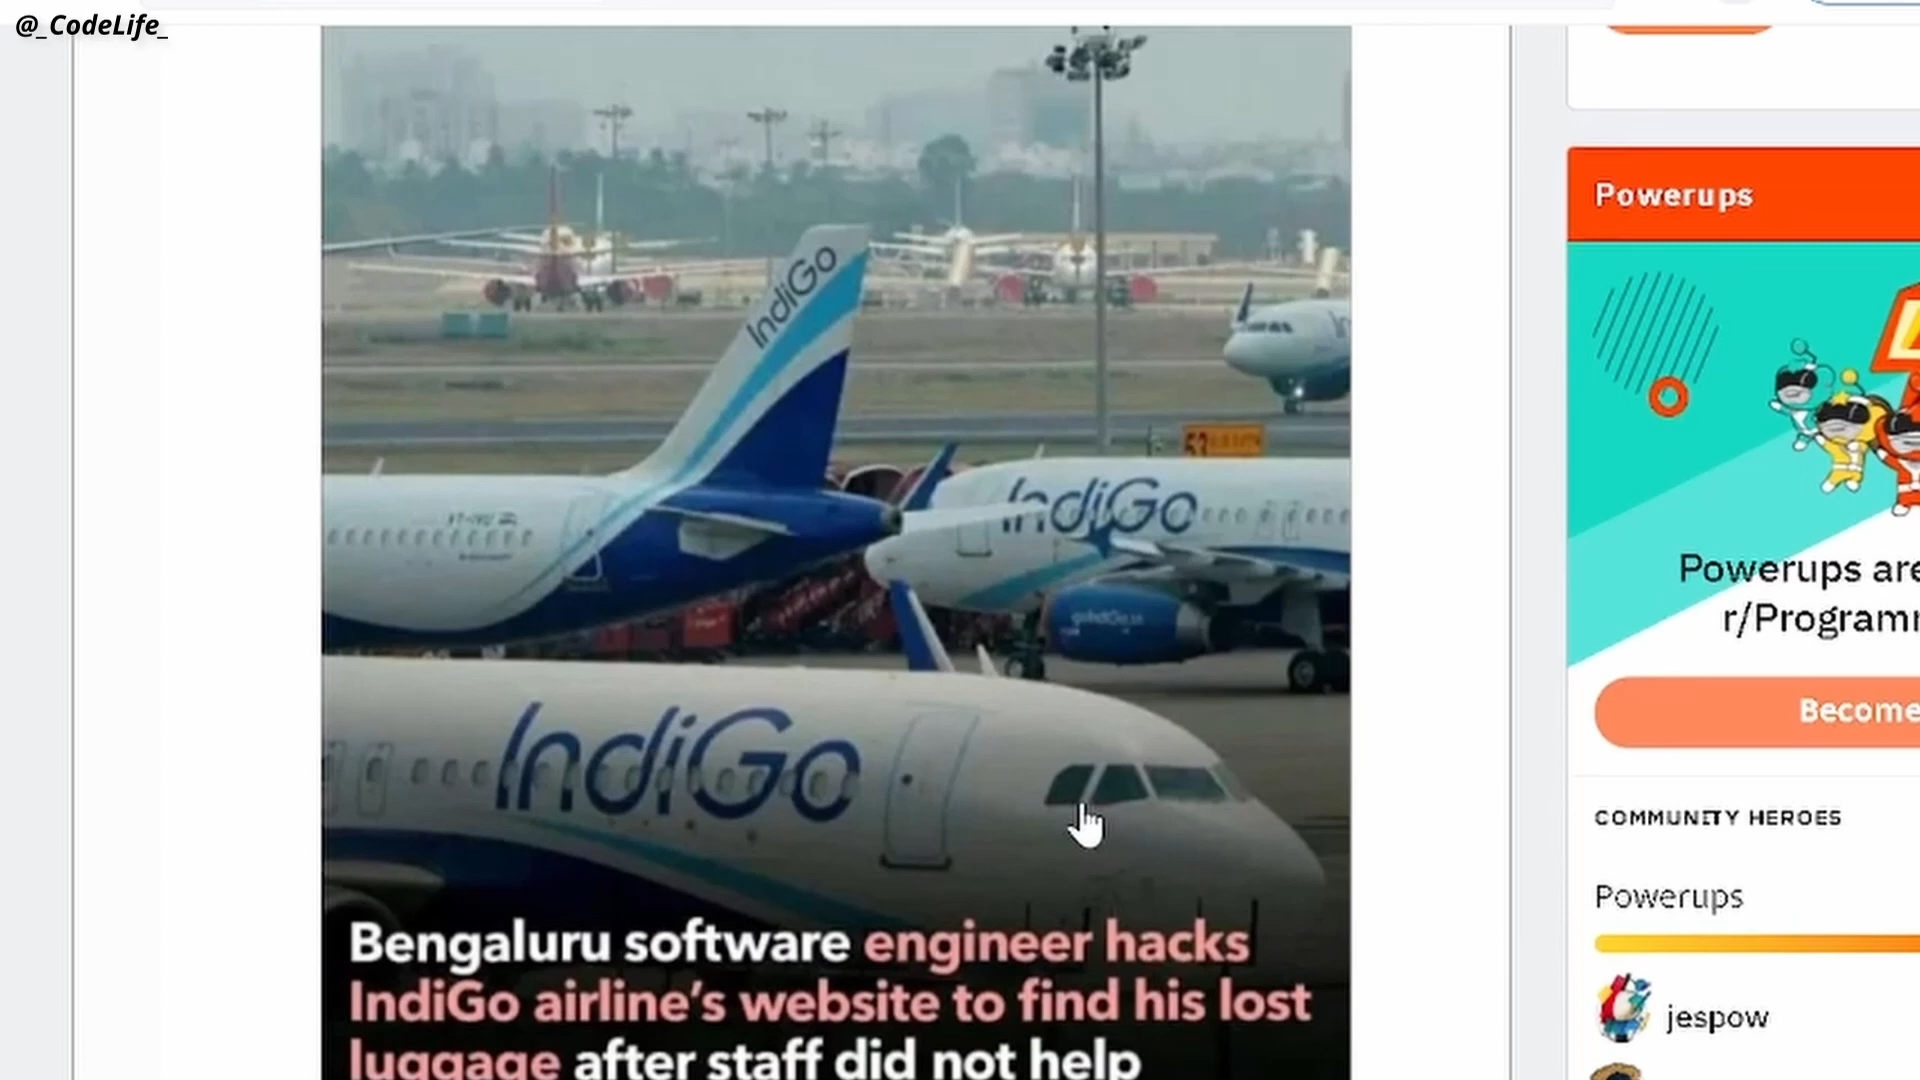 @_CodeLife_
IndiGo
IndiGo
IndiGo
Bengaluru software engineer hacks
IndiGo airline's website to find his lost
luggage after staff did not help
Powerups
Powerups are
r/Programm
Become
COMMUNITY HEROES
Powerups
jespow